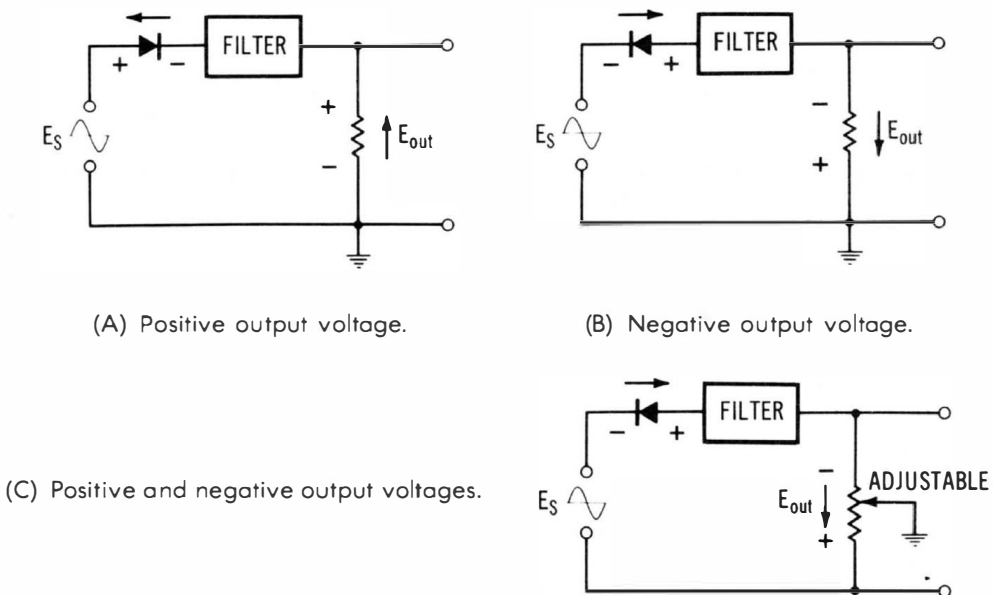 FILTER
+ −
E_S
+
E_out
−
(A) Positive output voltage.
FILTER
− +
E_S
−
E_out
+
(B) Negative output voltage.
FILTER
− +
E_S
−
ADJUSTABLE
E_out
+
(C) Positive and negative output voltages.